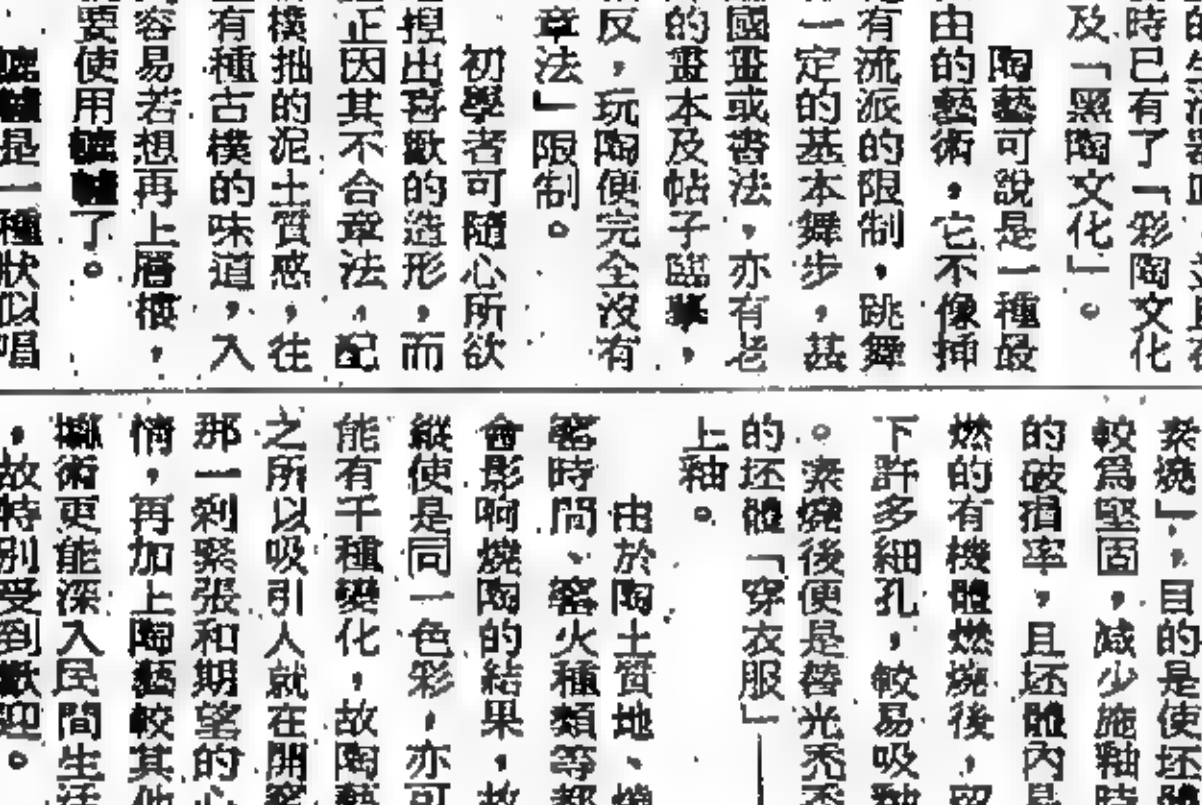 時已有了「彩陶文化
及「黑陶文化」。
陶藝可說是一種最
由的藝術，它不像插
有流派的限制，跳舞
一定的基本舞步，甚
國畫或書法，亦有老
的畫本及帖子臨摹，
反，玩陶便完全沒有
章法」限制。
初學者可隨心所欲
捏出喜歡的造形，而
正因其不合章法，配
樸拙的泥土質感，往
有種古樸的味道，入
容易若想再上層樓，
要使用轆轤了。
轆轤是一種狀似唱
素燒」，目的是使坯體
較為堅固，減少施釉時
的破損率，且坯體內
燃的有機體燃燒後，留
下許多細孔，較易吸釉
。素燒後便是替光禿禿
的坯體「穿衣服」—
上釉。
由於陶土質地、燒
窰時間、窰火種類等都
會影响燒陶的結果，故
縱使是同一色彩，亦可
能有千種變化，故陶藝
之所以吸引人就在開窰
那一剎緊張和期望的心
情，再加上陶藝較其他
藝術更能深入民間生活
，故特別受到歡迎。